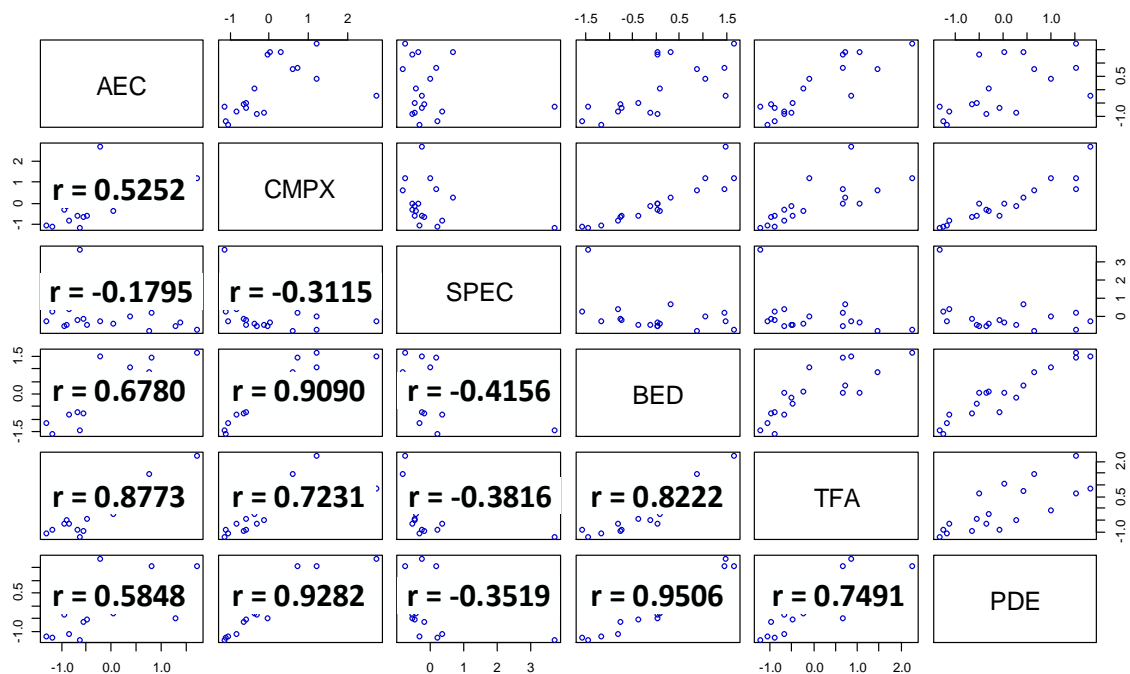 -1 0 1 2 -1.5 -0.5 0.5 1.5 -1.0 0.0 1.0
AEC
-1.0 0.5
-1 0 1 2
r = 0.5252 CMPX
r = -0.1795 r = -0.3115 SPEC
0 1 2 3
-1.5 0.0 1.5
r = 0.6780 r = 0.9090 r = -0.4156 BED
r = 0.8773 r = 0.7231 r = -0.3816 r = 0.8222 TFA
-1.0 0.5 2.0
-1.0 0.5
r = 0.5848 r = 0.9282 r = -0.3519 r = 0.9506 r = 0.7491 PDE
-1.0 0.0 1.0 0 1 2 3 -1.0 0.0 1.0 2.0